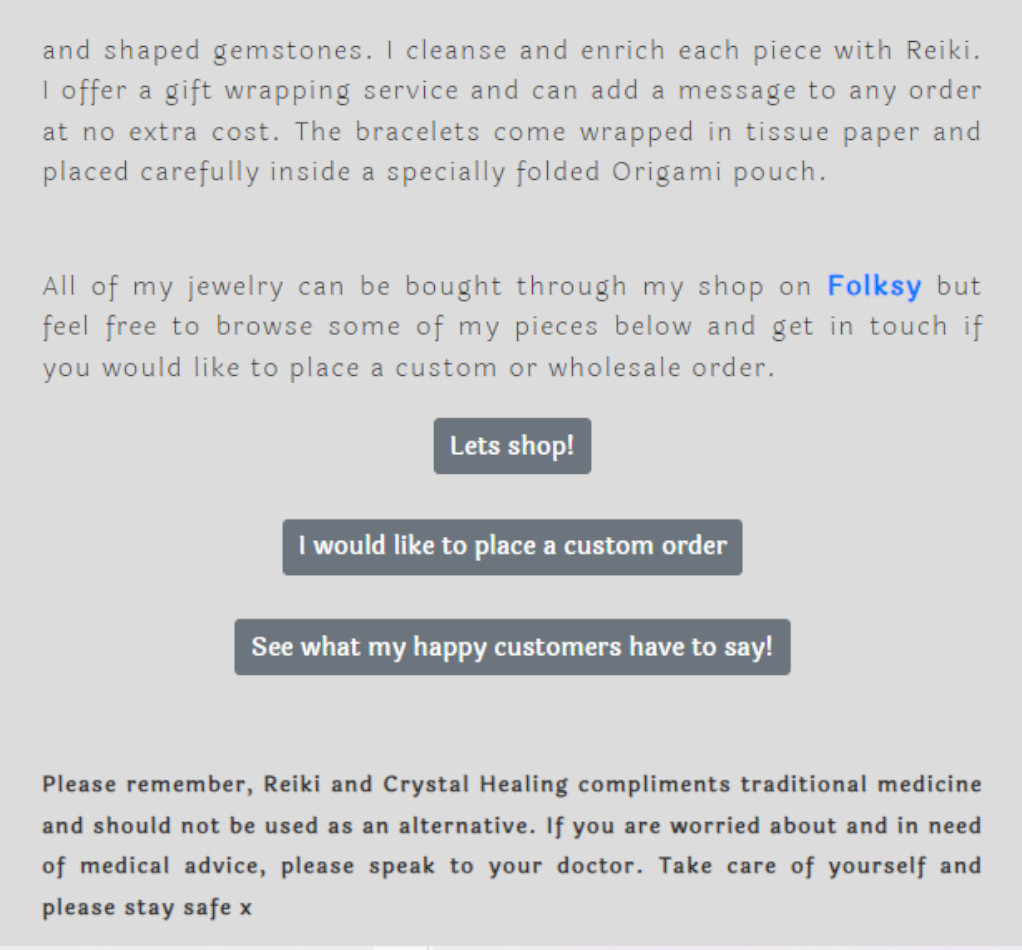 and shaped gemstones. I cleanse and enrich each piece with Reiki.
I offer a gift wrapping service and can add a message to any order
at no extra cost. The bracelets come wrapped in tissue paper and
placed carefully inside a specially folded Origami pouch.
All of my jewelry can be bought through my shop on Folksy but
feel free to browse some of my pieces below and get in touch if
you would like to place a custom or wholesale order.
Lets shop!
I would like to place a custom order
See what my happy customers have to say!
Please remember, Reiki and Crystal Healing compliments traditional medicine
and should not be used as an alternative. If you are worried about and in need
of medical advice, please speak to your doctor. Take care of yourself and
please stay safe x